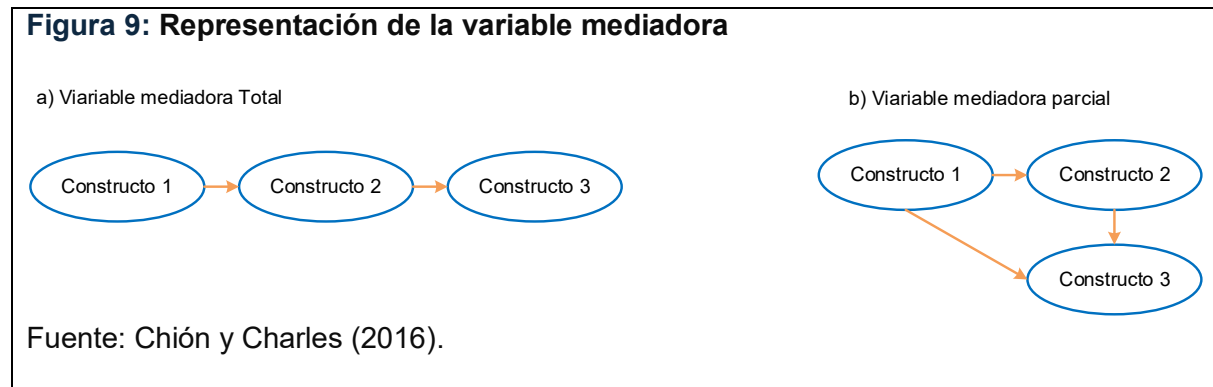 Figura 9: Representación de la variable mediadora
a) Viariable mediadora Total
Constructo 1
Constructo 2
Constructo 3
b) Viariable mediadora parcial
Constructo 1
Constructo 2
Constructo 3
Fuente: Chión y Charles (2016).